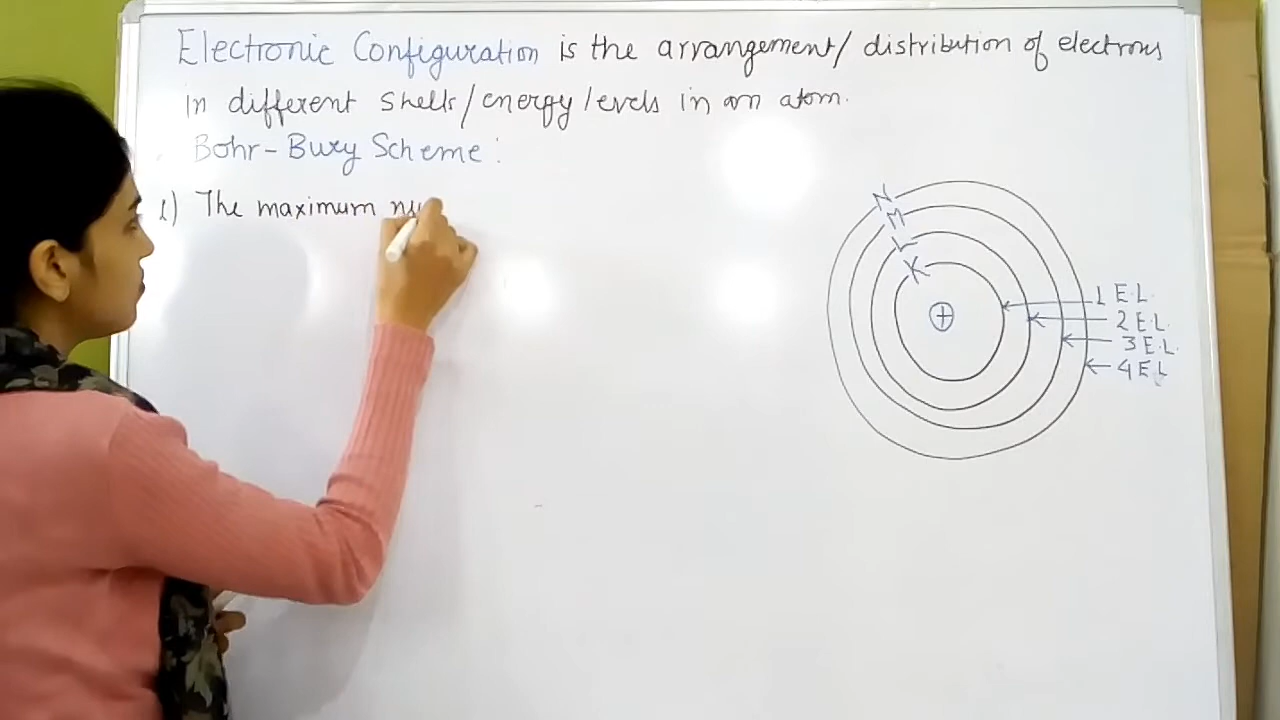 Electronic Configuration is the arrangement/ distribution of electrons
in different shells/energy levels in an atom.
Bohr-Bury Scheme:
1) The maximum nu
N
M
L
K
+
1 E.L.
2 E.L.
3 E.L.
4 E L